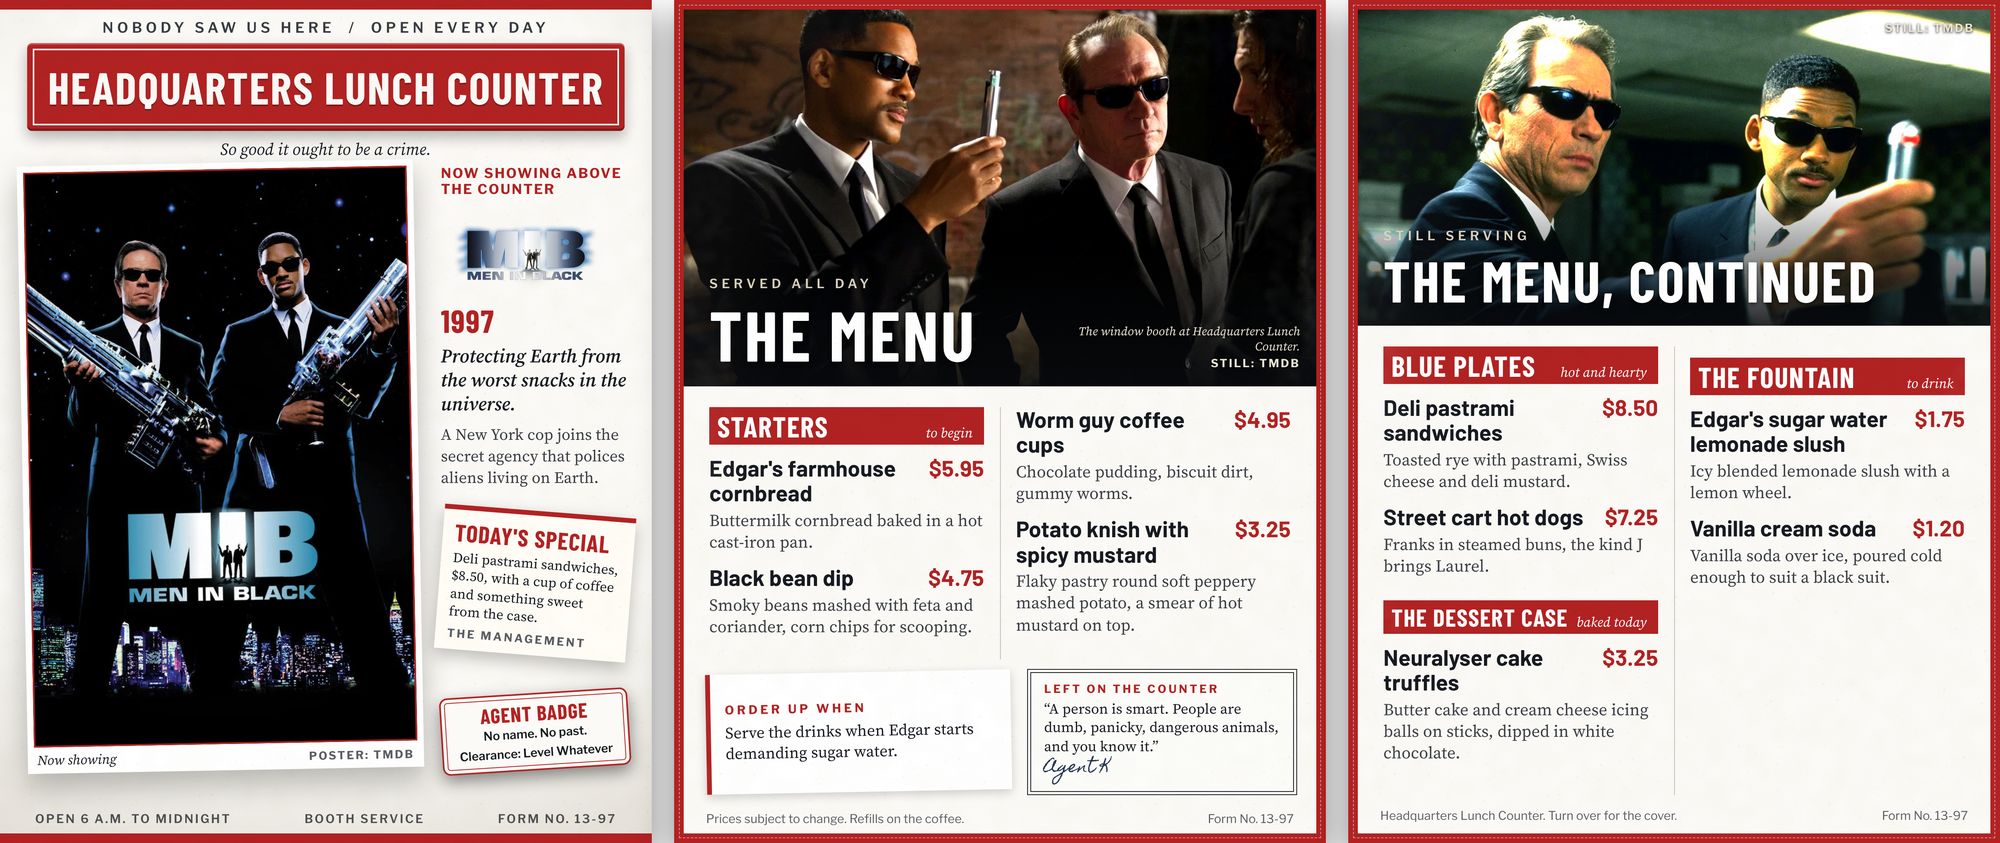 NOBODY SAW US HERE / OPEN EVERY DAY
HEADQUARTERS LUNCH COUNTER
So good it ought to be a crime.
MIB
MEN IN BLACK
Now showing
POSTER: TMDB
NOW SHOWING ABOVE
THE COUNTER
MIB
MEN IN BLACK
1997
Protecting Earth from
the worst snacks in the
universe.
A New York cop joins the
secret agency that polices
aliens living on Earth.
TODAY'S SPECIAL
Deli pastrami sandwiches,
$8.50, with a cup of coffee
and something sweet
from the case.
THE MANAGEMENT
AGENT BADGE
No name. No past.
Clearance: Level Whatever
OPEN 6 A.M. TO MIDNIGHT
BOOTH SERVICE
FORM NO. 13-97
SERVED ALL DAY
THE MENU
The window booth at Headquarters Lunch
Counter.
STILL: TMDB
STARTERS to begin
Edgar's farmhouse $5.95
cornbread
Buttermilk cornbread baked in a hot
cast-iron pan.
Black bean dip $4.75
Smoky beans mashed with feta and
coriander, corn chips for scooping.
Worm guy coffee $4.95
cups
Chocolate pudding, biscuit dirt,
gummy worms.
Potato knish with $3.25
spicy mustard
Flaky pastry round soft peppery
mashed potato, a smear of hot
mustard on top.
ORDER UP WHEN
Serve the drinks when Edgar starts
demanding sugar water.
LEFT ON THE COUNTER
“A person is smart. People are
dumb, panicky, dangerous animals,
and you know it.”
Agent K
Prices subject to change. Refills on the coffee.
Form No. 13-97
STILL: TMDB
STILL SERVING
THE MENU, CONTINUED
BLUE PLATES hot and hearty
Deli pastrami $8.50
sandwiches
Toasted rye with pastrami, Swiss
cheese and deli mustard.
Street cart hot dogs $7.25
Franks in steamed buns, the kind J
brings Laurel.
THE DESSERT CASE baked today
Neuralyser cake $3.25
truffles
Butter cake and cream cheese icing
balls on sticks, dipped in white
chocolate.
THE FOUNTAIN to drink
Edgar's sugar water $1.75
lemonade slush
Icy blended lemonade slush with a
lemon wheel.
Vanilla cream soda $1.20
Vanilla soda over ice, poured cold
enough to suit a black suit.
Headquarters Lunch Counter. Turn over for the cover.
Form No. 13-97